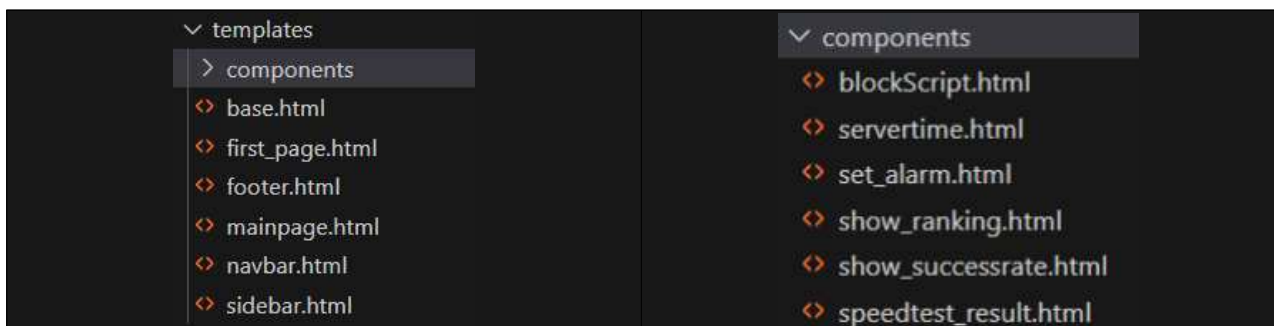 templates
components
base.html
first_page.html
footer.html
mainpage.html
navbar.html
sidebar.html
components
blockScript.html
servertime.html
set_alarm.html
show_ranking.html
show_successrate.html
speedtest_result.html